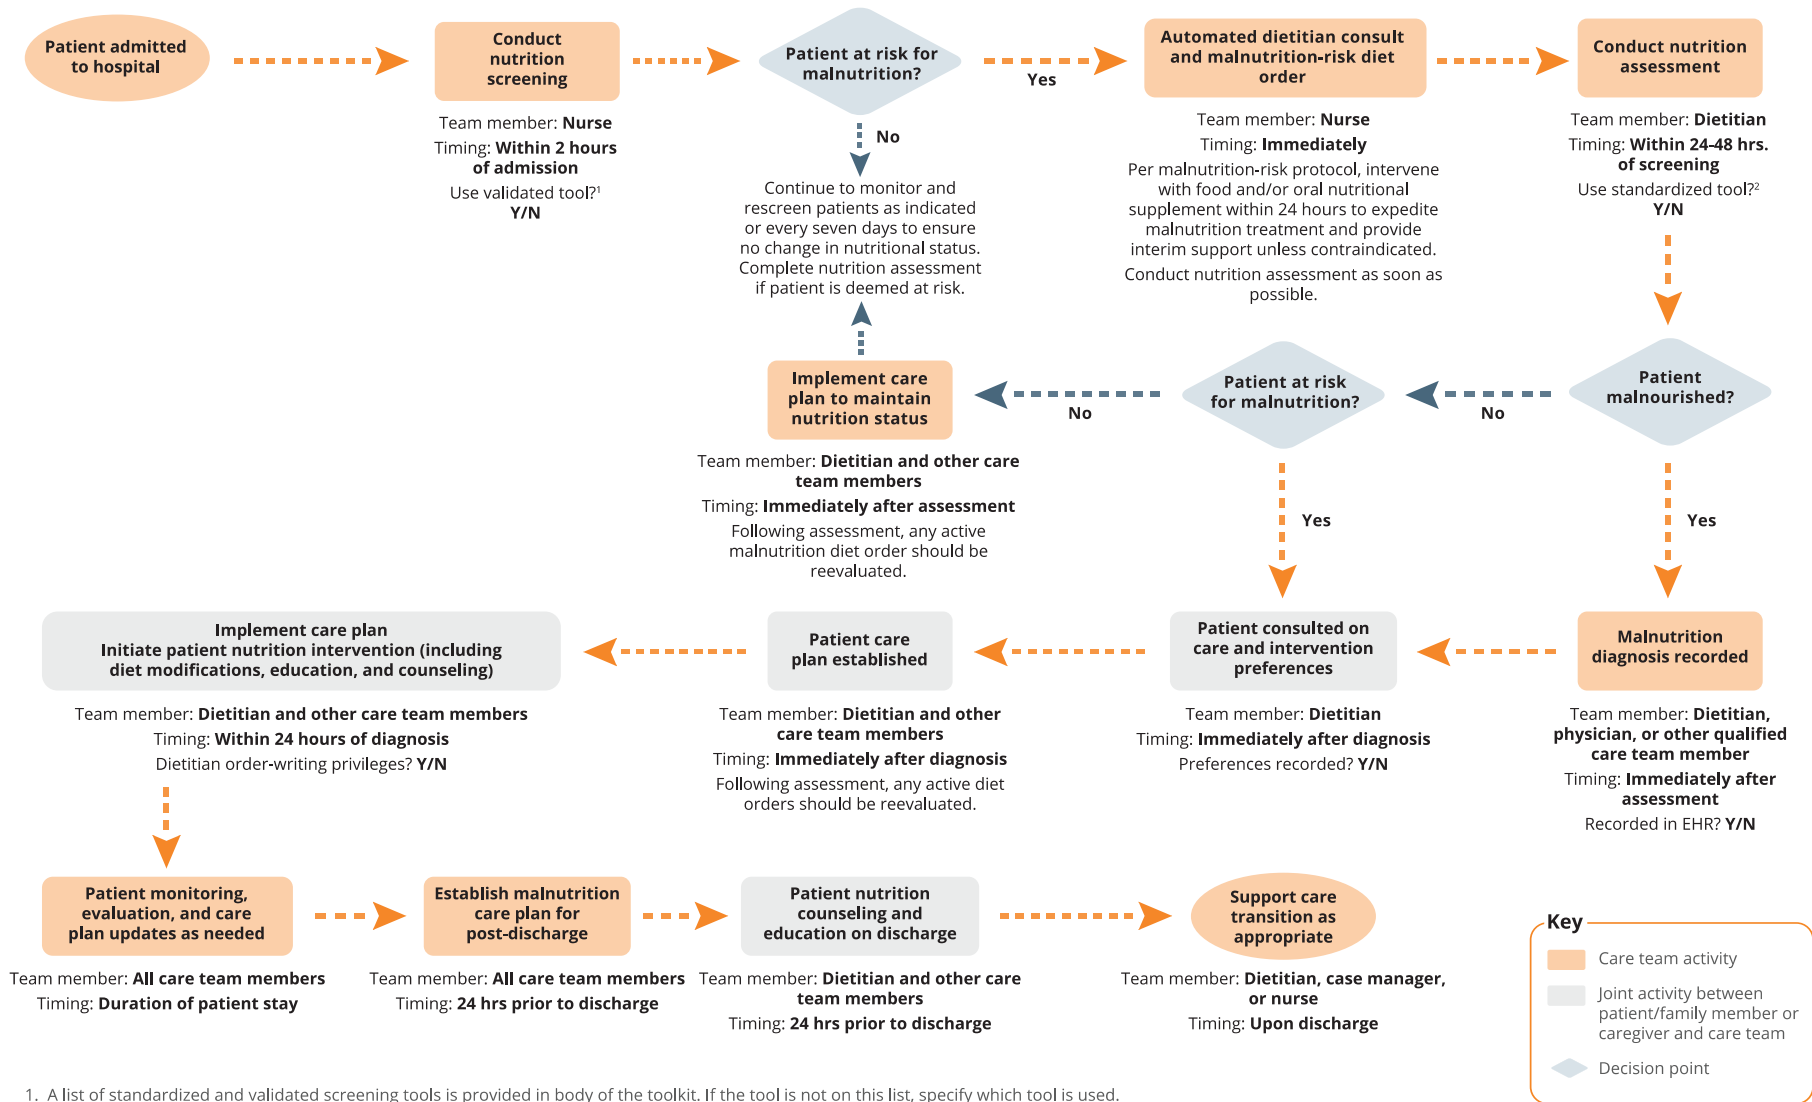 Patient admitted
to hospital
Conduct
nutrition
screening
Team member: Nurse
Timing: Within 2 hours
of admission
Use validated tool?¹
Y/N
Patient at risk for
malnutrition?
Yes
No
Automated dietitian consult
and malnutrition-risk diet
order
Team member: Nurse
Timing: Immediately
Per malnutrition-risk protocol, intervene
with food and/or oral nutritional
supplement within 24 hours to expedite
malnutrition treatment and provide
interim support unless contraindicated.
Conduct nutrition assessment as soon as
possible.
Conduct nutrition
assessment
Team member: Dietitian
Timing: Within 24-48 hrs.
of screening
Use standardized tool?²
Y/N
Continue to monitor and
rescreen patients as indicated
or every seven days to ensure
no change in nutritional status.
Complete nutrition assessment
if patient is deemed at risk.
Implement care
plan to maintain
nutrition status
Team member: Dietitian and other care
team members
Timing: Immediately after assessment
Following assessment, any active
malnutrition diet order should be
reevaluated.
No
Patient at risk
for malnutrition?
Yes
No
Patient
malnourished?
Yes
Implement care plan
Initiate patient nutrition intervention (including
diet modifications, education, and counseling)
Team member: Dietitian and other care team members
Timing: Within 24 hours of diagnosis
Dietitian order-writing privileges? Y/N
Patient care
plan established
Team member: Dietitian and other
care team members
Timing: Immediately after diagnosis
Following assessment, any active diet
orders should be reevaluated.
Patient consulted on
care and intervention
preferences
Team member: Dietitian
Timing: Immediately after diagnosis
Preferences recorded? Y/N
Malnutrition
diagnosis recorded
Team member: Dietitian,
physician, or other qualified
care team member
Timing: Immediately after
assessment
Recorded in EHR? Y/N
Patient monitoring,
evaluation, and care
plan updates as needed
Team member: All care team members
Timing: Duration of patient stay
Establish malnutrition
care plan for
post-discharge
Team member: All care team members
Timing: 24 hrs prior to discharge
Patient nutrition
counseling and
education on discharge
Team member: Dietitian and other care
team members
Timing: 24 hrs prior to discharge
Support care
transition as
appropriate
Team member: Dietitian, case manager,
or nurse
Timing: Upon discharge
Key
Care team activity
Joint activity between
patient/family member or
caregiver and care team
Decision point
1. A list of standardized and validated screening tools is provided in body of the toolkit. If the tool is not on this list, specify which tool is used.